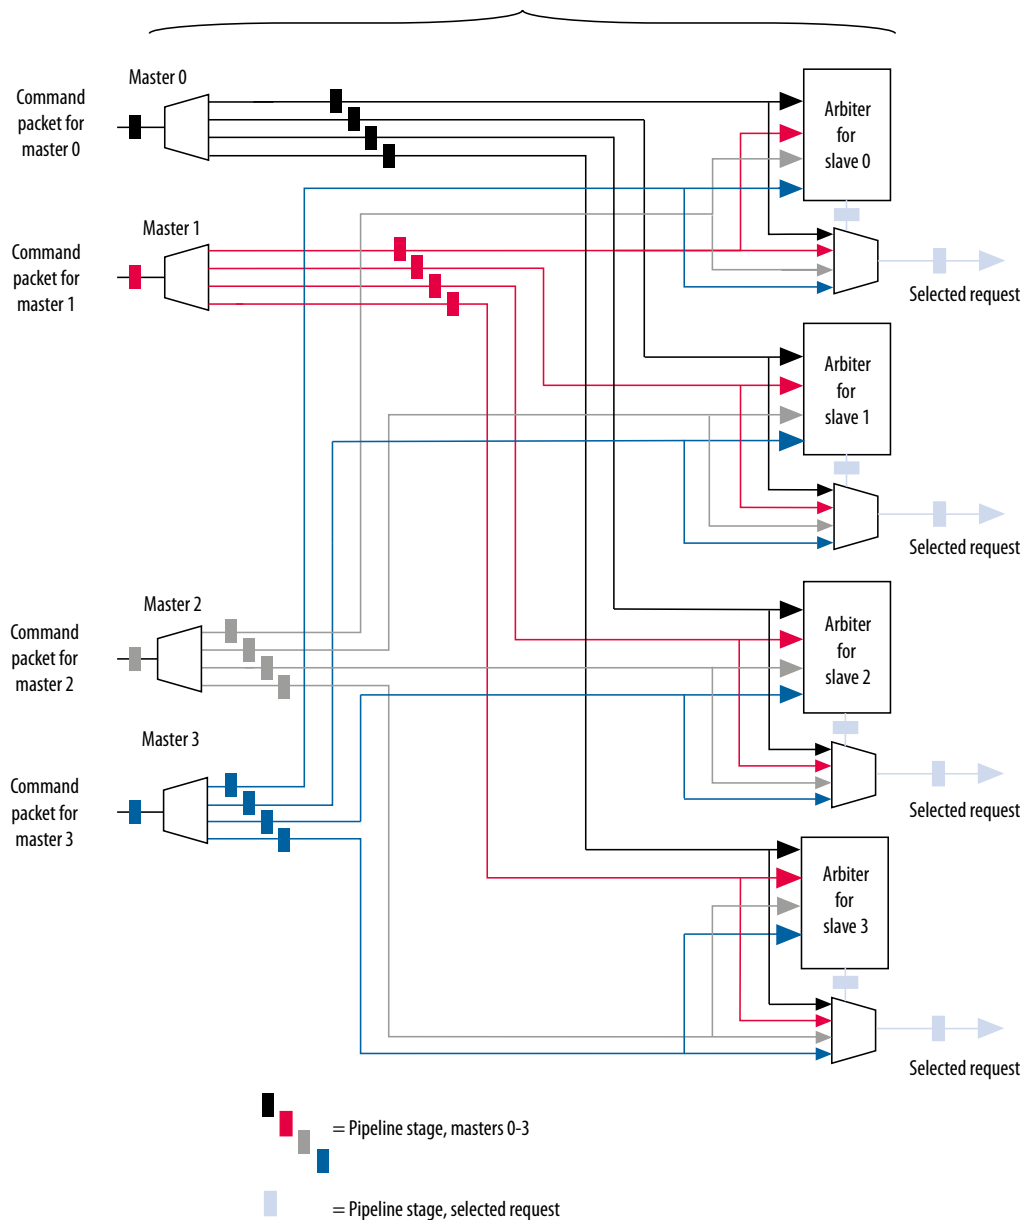 Master 0
Command
packet for
master 0
Arbiter
for
slave 0
Master 1
Command
packet for
master 1
Selected request
Arbiter
for
slave 1
Selected request
Master 2
Command
packet for
master 2
Arbiter
for
slave 2
Master 3
Command
packet for
master 3
Selected request
Arbiter
for
slave 3
Selected request
= Pipeline stage, masters 0-3
= Pipeline stage, selected request